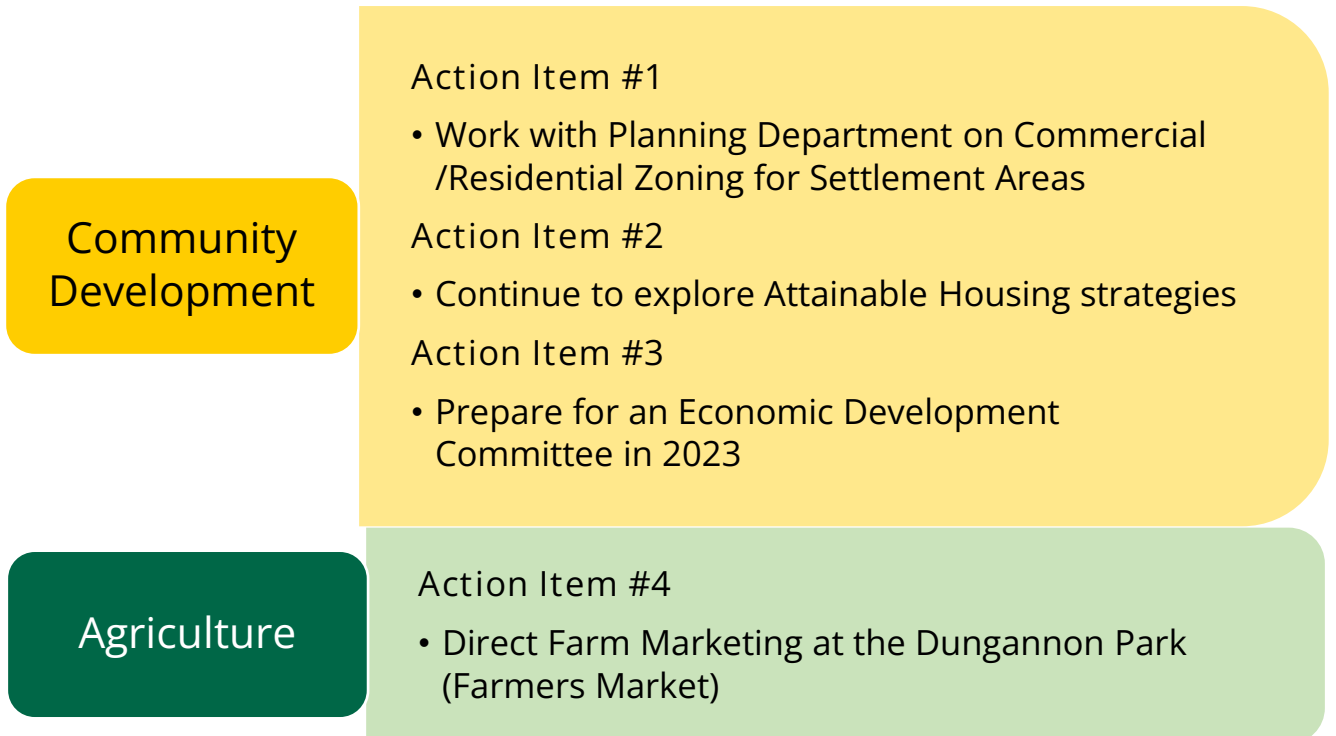 Community
Development
Action Item #1
• Work with Planning Department on Commercial
/Residential Zoning for Settlement Areas
Action Item #2
• Continue to explore Attainable Housing strategies
Action Item #3
• Prepare for an Economic Development
Committee in 2023
Agriculture
Action Item #4
• Direct Farm Marketing at the Dungannon Park
(Farmers Market)